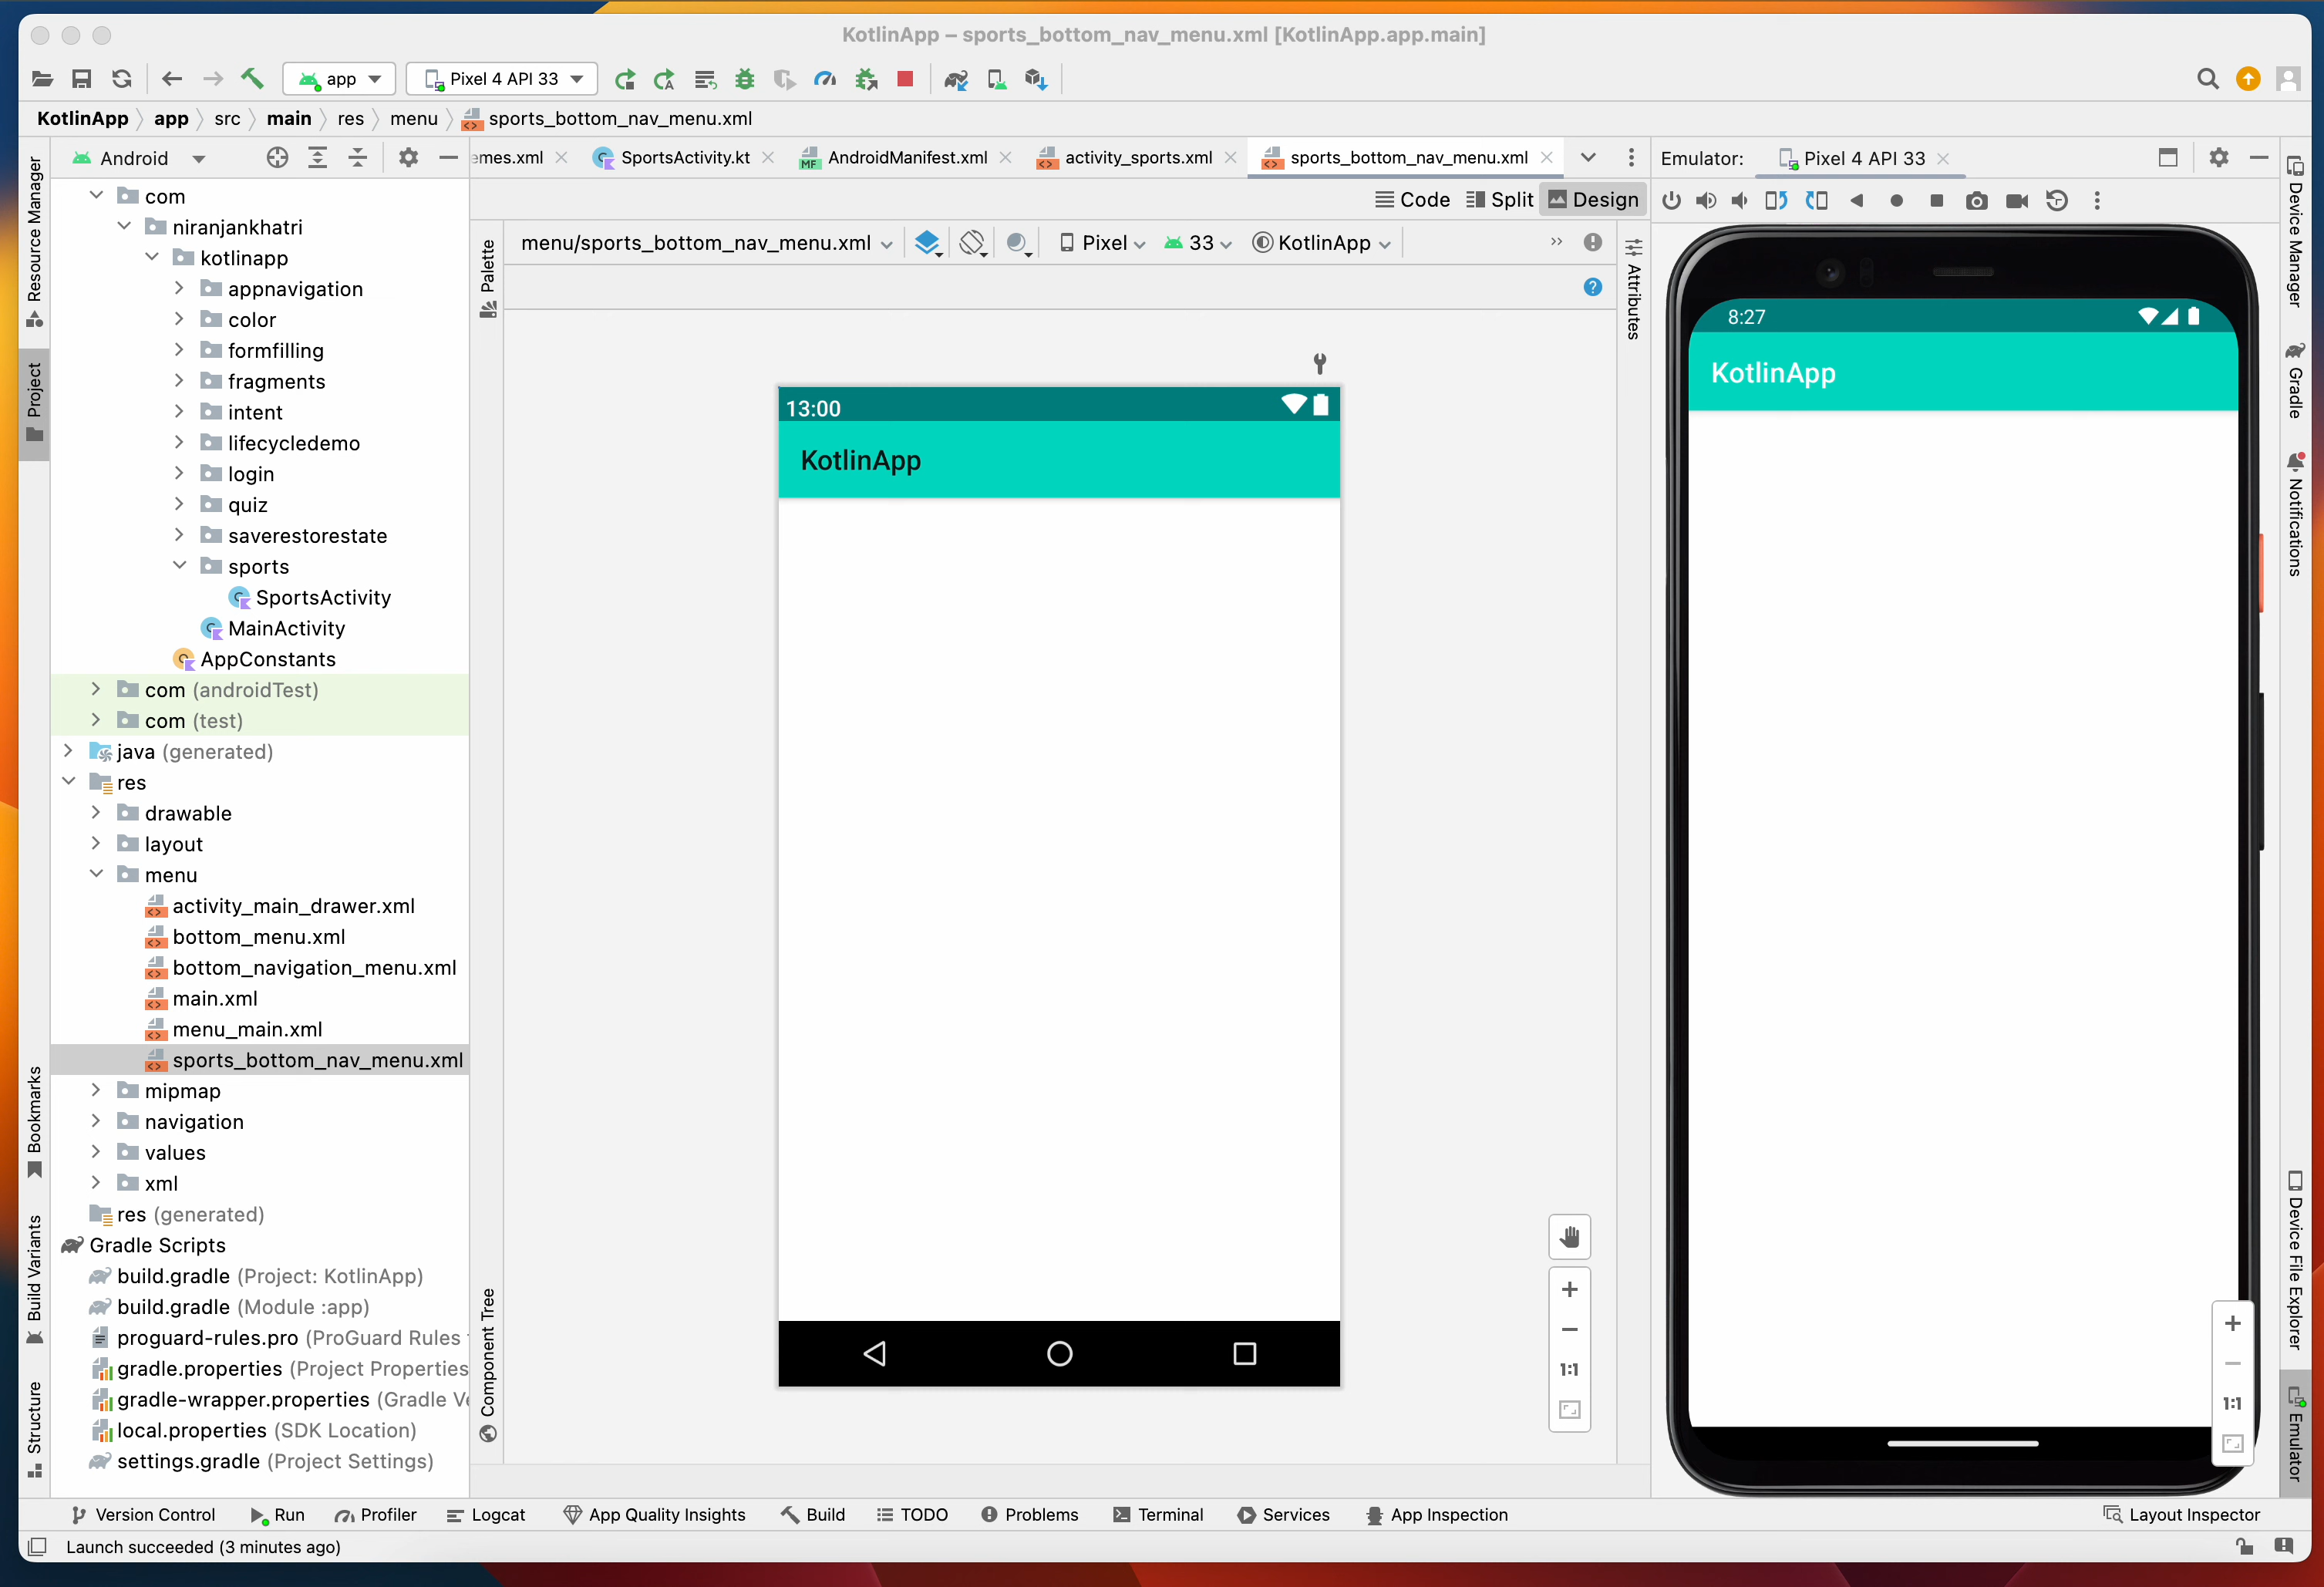 KotlinApp – sports_bottom_nav_menu.xml [KotlinApp.app.main]
app
Pixel 4 API 33
KotlinApp
app
src
main
res
menu
sports_bottom_nav_menu.xml
Android
emes.xml
SportsActivity.kt
AndroidManifest.xml
activity_sports.xml
sports_bottom_nav_menu.xml
Emulator:
Pixel 4 API 33
Code
Split
Design
menu/sports_bottom_nav_menu.xml
Pixel
33
KotlinApp
Resource Manager
Project
Bookmarks
Build Variants
Structure
com
niranjankhatri
kotlinapp
appnavigation
color
formfilling
fragments
intent
lifecycledemo
login
quiz
saverestorestate
sports
SportsActivity
MainActivity
AppConstants
com (androidTest)
com (test)
java (generated)
res
drawable
layout
menu
activity_main_drawer.xml
bottom_menu.xml
bottom_navigation_menu.xml
main.xml
menu_main.xml
sports_bottom_nav_menu.xml
mipmap
navigation
values
xml
res (generated)
Gradle Scripts
build.gradle (Project: KotlinApp)
build.gradle (Module :app)
proguard-rules.pro (ProGuard Rules
gradle.properties (Project Properties
gradle-wrapper.properties (Gradle Ve
local.properties (SDK Location)
settings.gradle (Project Settings)
Palette
Component Tree
13:00
KotlinApp
1:1
Attributes
8:27
KotlinApp
1:1
Device Manager
Gradle
Notifications
Device File Explorer
Emulator
Version Control
Run
Profiler
Logcat
App Quality Insights
Build
TODO
Problems
Terminal
Services
App Inspection
Layout Inspector
Launch succeeded (3 minutes ago)